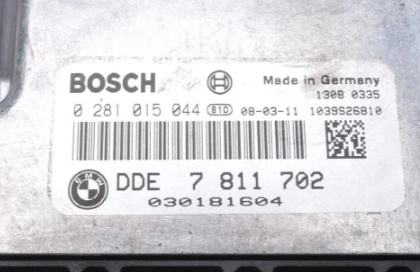 BOSCH Made in Germany
1308 0335
0 281 015 044 810 08-03-11 1039S26810
BMW DDE 7 811 702
030181604